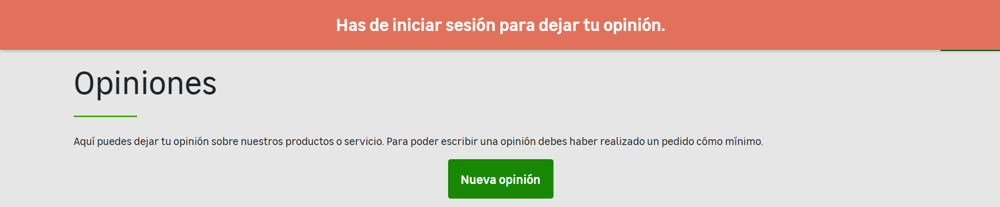 Has de iniciar sesión para dejar tu opinión.
Opiniones
Aquí puedes dejar tu opinión sobre nuestros productos o servicio. Para poder escribir una opinión debes haber realizado un pedido cómo mínimo.
Nueva opinión